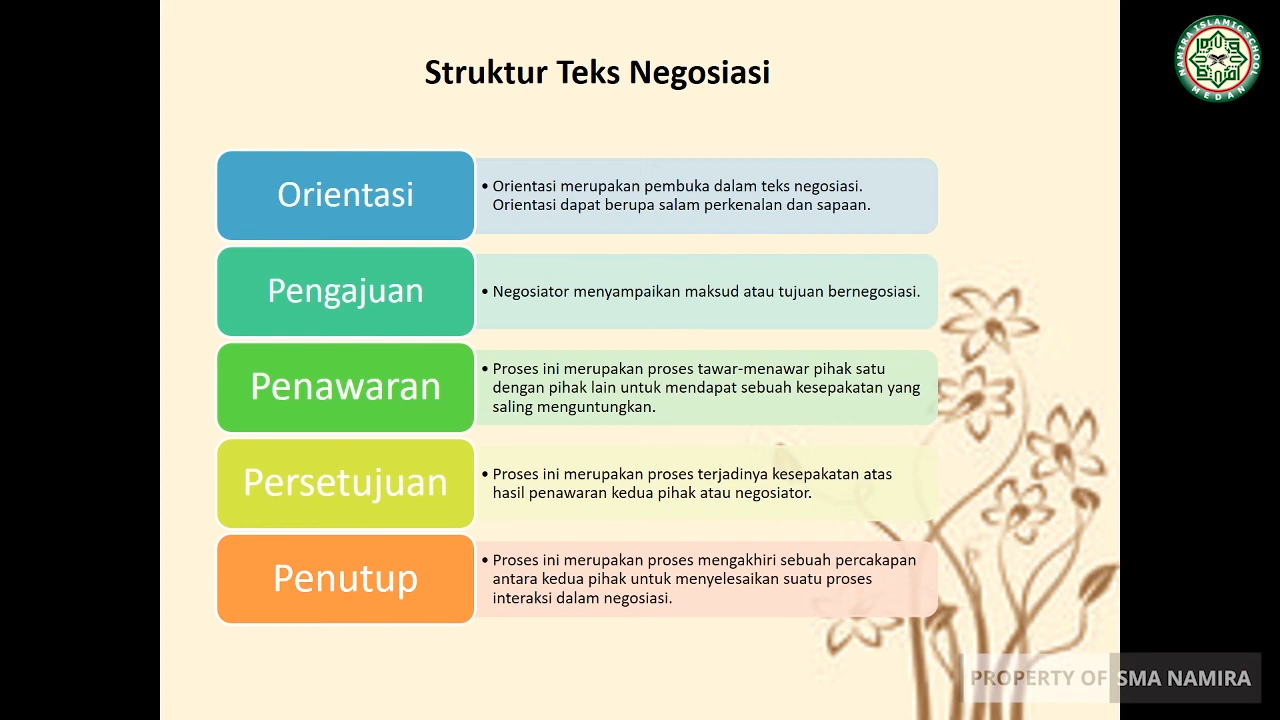 Struktur Teks Negosiasi
NAMIRA ISLAMIC SCHOOL
MEDAN
Orientasi
• Orientasi merupakan pembuka dalam teks negosiasi.
Orientasi dapat berupa salam perkenalan dan sapaan.
Pengajuan
• Negosiator menyampaikan maksud atau tujuan bernegosiasi.
Penawaran
• Proses ini merupakan proses tawar-menawar pihak satu
dengan pihak lain untuk mendapat sebuah kesepakatan yang
saling menguntungkan.
Persetujuan
• Proses ini merupakan proses terjadinya kesepakatan atas
hasil penawaran kedua pihak atau negosiator.
Penutup
• Proses ini merupakan proses mengakhiri sebuah percakapan
antara kedua pihak untuk menyelesaikan suatu proses
interaksi dalam negosiasi.
PROPERTY OF SMA NAMIRA